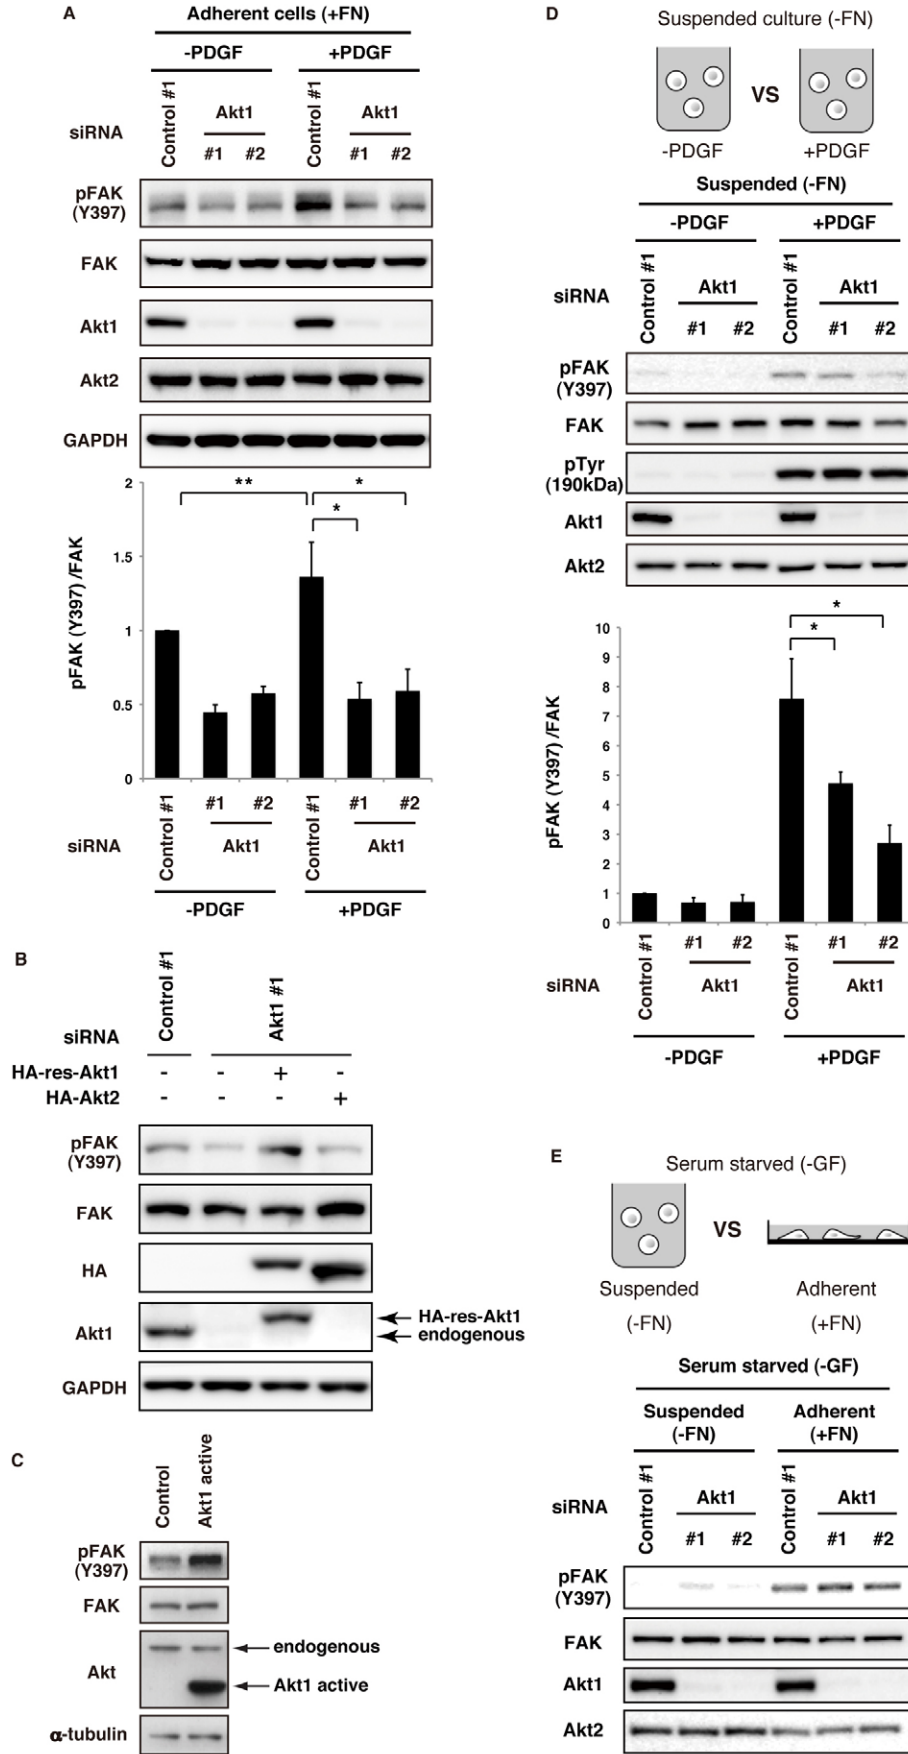 A
Adherent cells (+FN)
-PDGF +PDGF
siRNA
Control #1
Akt1
#1 #2
Control #1
Akt1
#1 #2
pFAK
(Y397)
FAK
Akt1
Akt2
GAPDH
pFAK (Y397) /FAK
2
1.5
1
0.5
0
** *
*
siRNA
Control #1
#1 #2
Akt1
Control #1
#1 #2
Akt1
-PDGF +PDGF
B
siRNA
Control #1
Akt1 #1
HA-res-Akt1 - - + -
HA-Akt2 - - - +
pFAK
(Y397)
FAK
HA
Akt1
HA-res-Akt1
endogenous
GAPDH
C
Control
Akt1 active
pFAK
(Y397)
FAK
Akt
endogenous
Akt1 active
α-tubulin
D
Suspended culture (-FN)
VS
-PDGF +PDGF
Suspended (-FN)
-PDGF +PDGF
siRNA
Control #1
Akt1
#1 #2
Control #1
Akt1
#1 #2
pFAK
(Y397)
FAK
pTyr
(190kDa)
Akt1
Akt2
pFAK (Y397) /FAK
10
9
8
7
6
5
4
3
2
1
0
*
*
siRNA
Control #1
#1 #2
Akt1
Control #1
#1 #2
Akt1
-PDGF +PDGF
E
Serum starved (-GF)
VS
Suspended Adherent
(-FN) (+FN)
Serum starved (-GF)
Suspended Adherent
(-FN) (+FN)
siRNA
Control #1
Akt1
#1 #2
Control #1
Akt1
#1 #2
pFAK
(Y397)
FAK
Akt1
Akt2